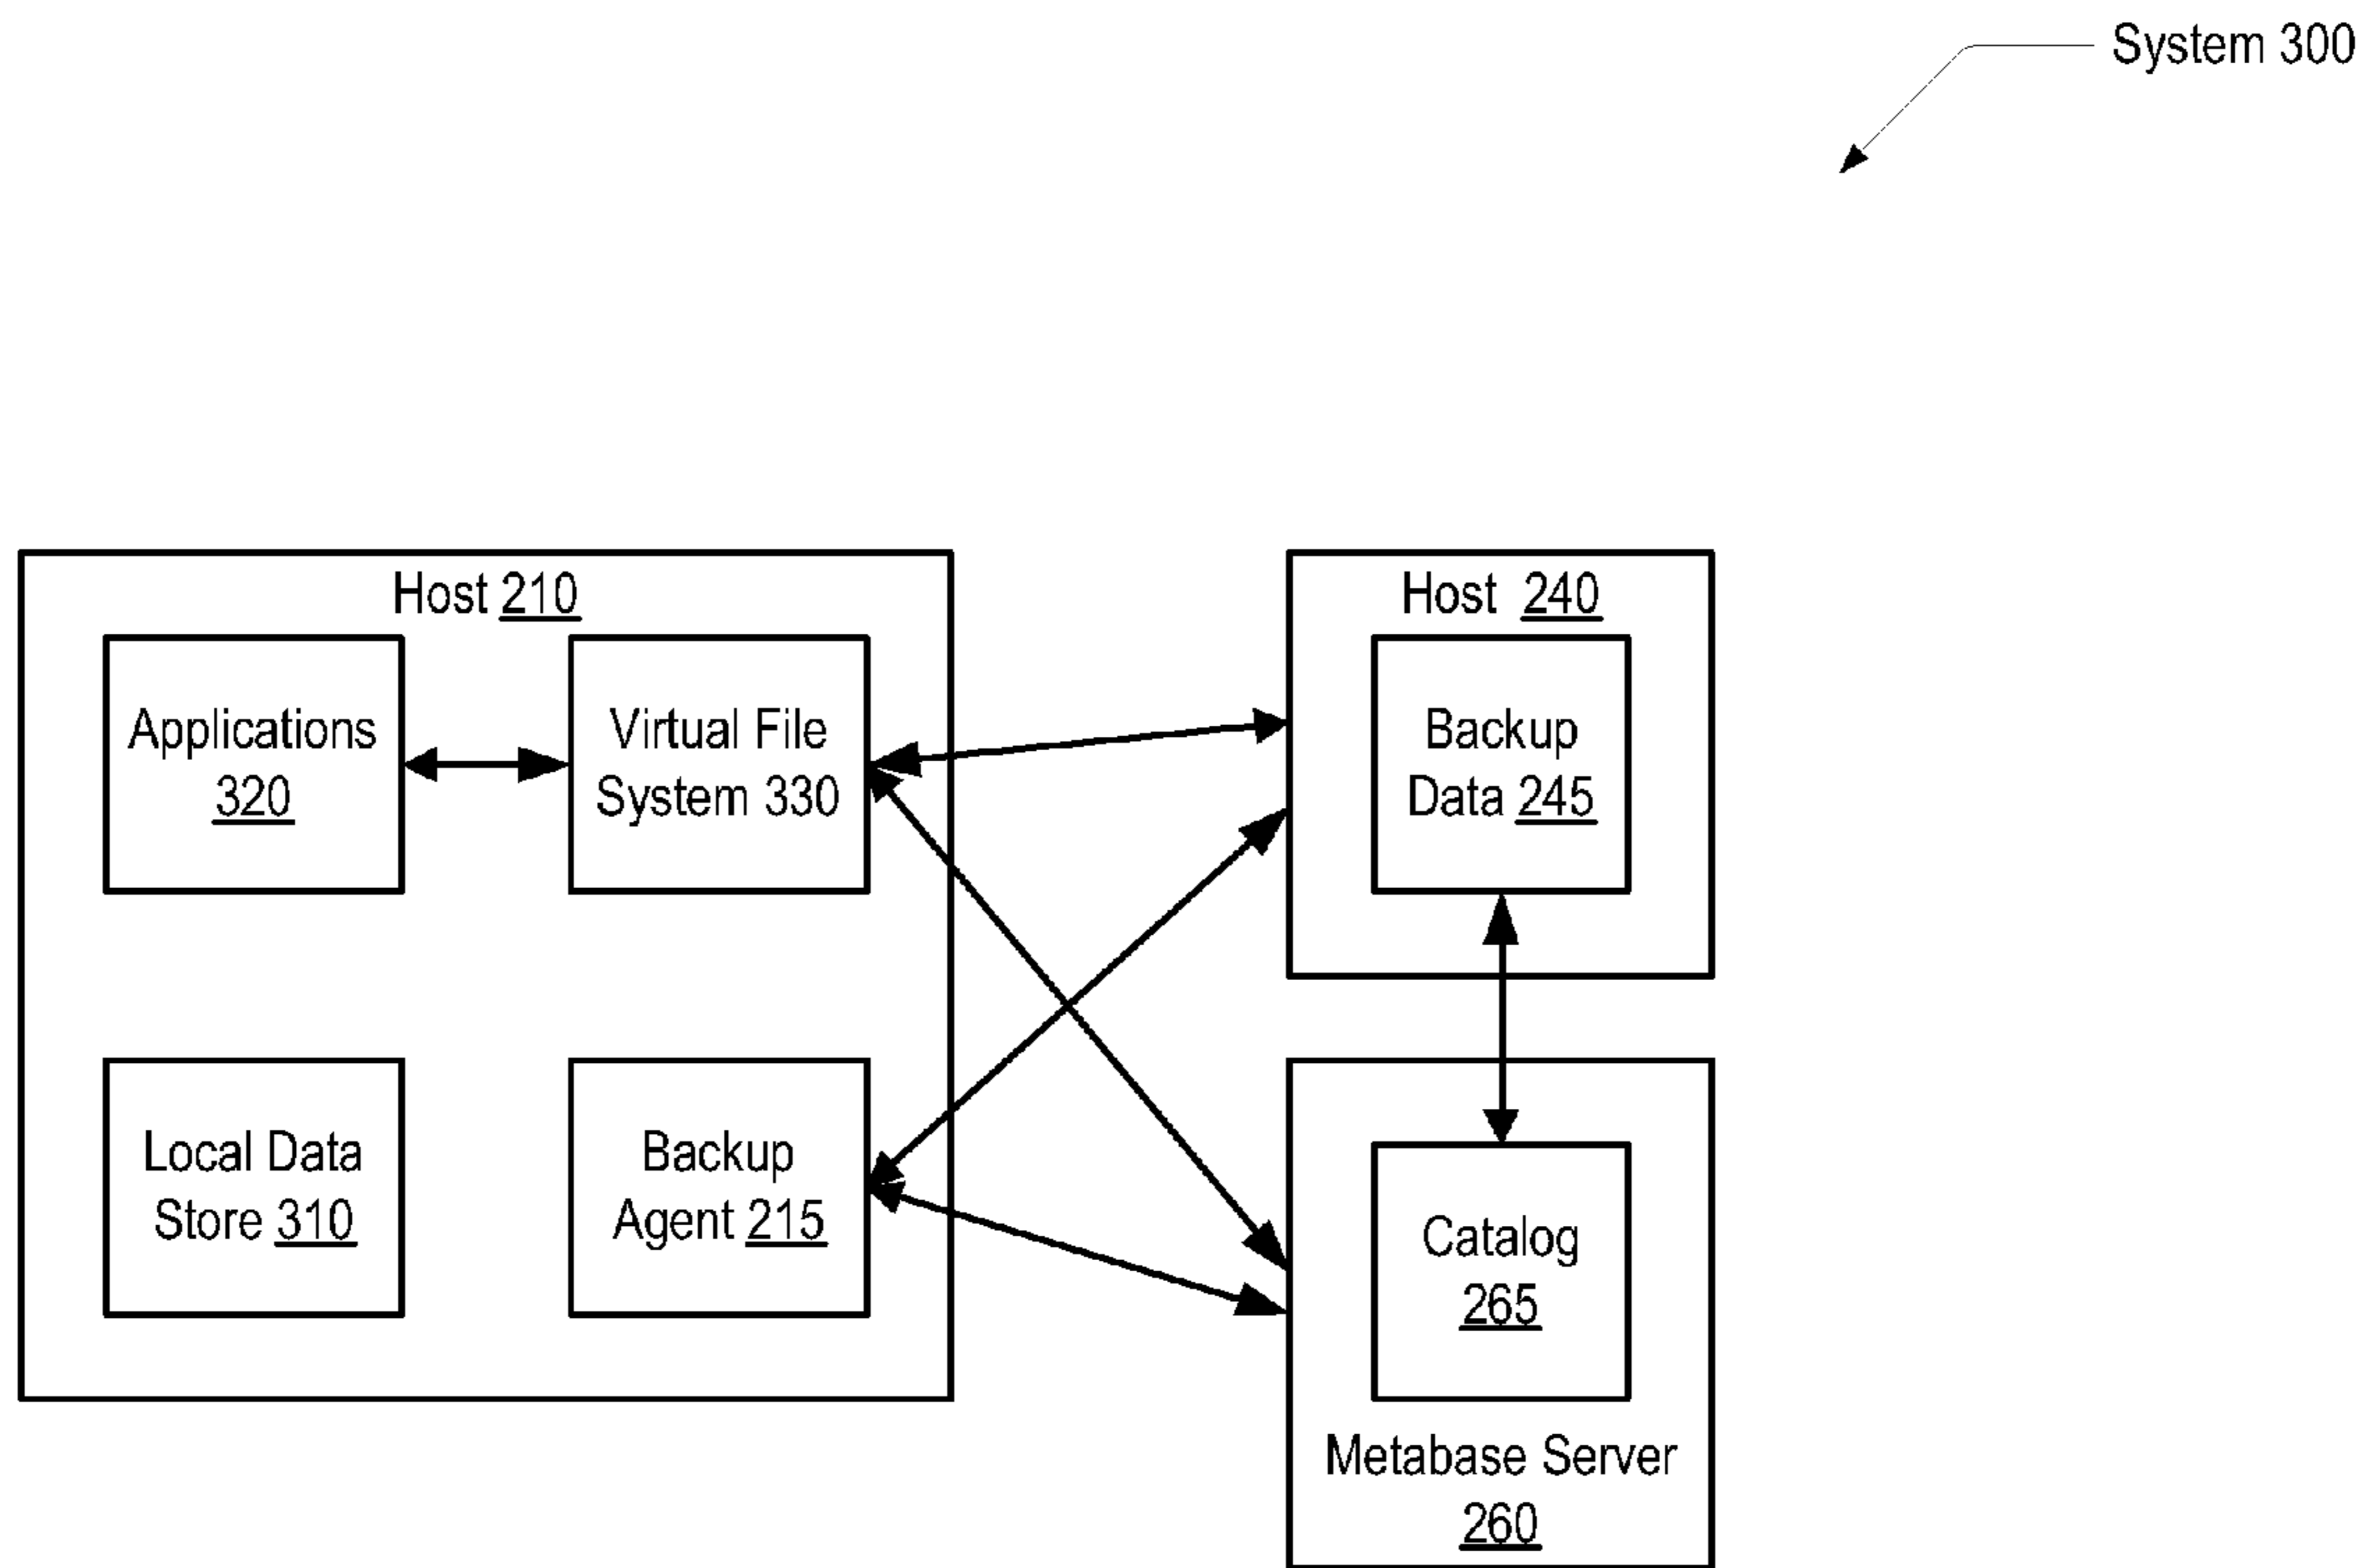 System 300
Host 210
Applications
320
Virtual File
System 330
Local Data
Store 310
Backup
Agent 215
Host 240
Backup
Data 245
Catalog
265
Metabase Server
260